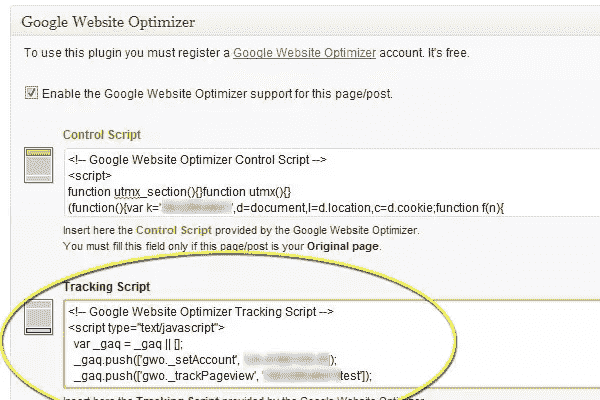 Google Website Optimizer
To use this plugin you must register a Google Website Optimizer account. It's free.
Enable the Google Website Optimizer support for this page/post.
Control Script
<!-- Google Website Optimizer Control Script -->
<script>
function utmx_section(){}function utmx(){}
(function(){var k='',d=document,l=d.location,c=d.cookie;function f(n){
Insert here the Control Script provided by the Google Website Optimizer.
You must fill this field only if this page/post is your Original page.
Tracking Script
<!-- Google Website Optimizer Tracking Script -->
<script type="text/javascript">
var _gaq = _gaq || [];
_gaq.push(['gwo._setAccount', ');
_gaq.push(['gwo._trackPageview', 'test']);
Insert here the Tracking Script provided by the Google Website Optimizer